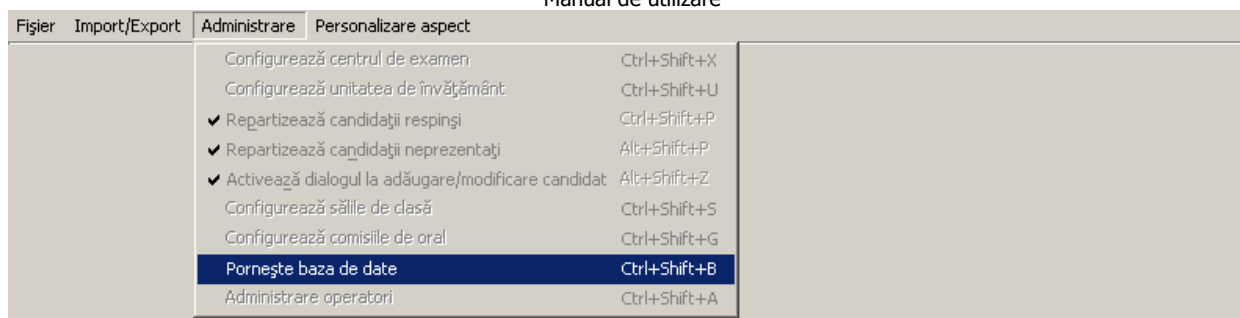 Manual de utilizare
Fişier Import/Export Administrare Personalizare aspect
Configurează centrul de examen Ctrl+Shift+X
Configurează unitatea de învăţământ Ctrl+Shift+U
Repartizează candidaţii respinşi Ctrl+Shift+P
Repartizează candidaţii neprezentaţi Alt+Shift+P
Activează dialogul la adăugare/modificare candidat Alt+Shift+Z
Configurează sălile de clasă Ctrl+Shift+S
Configurează comisiile de oral Ctrl+Shift+G
Porneşte baza de date Ctrl+Shift+B
Administrare operatori Ctrl+Shift+A